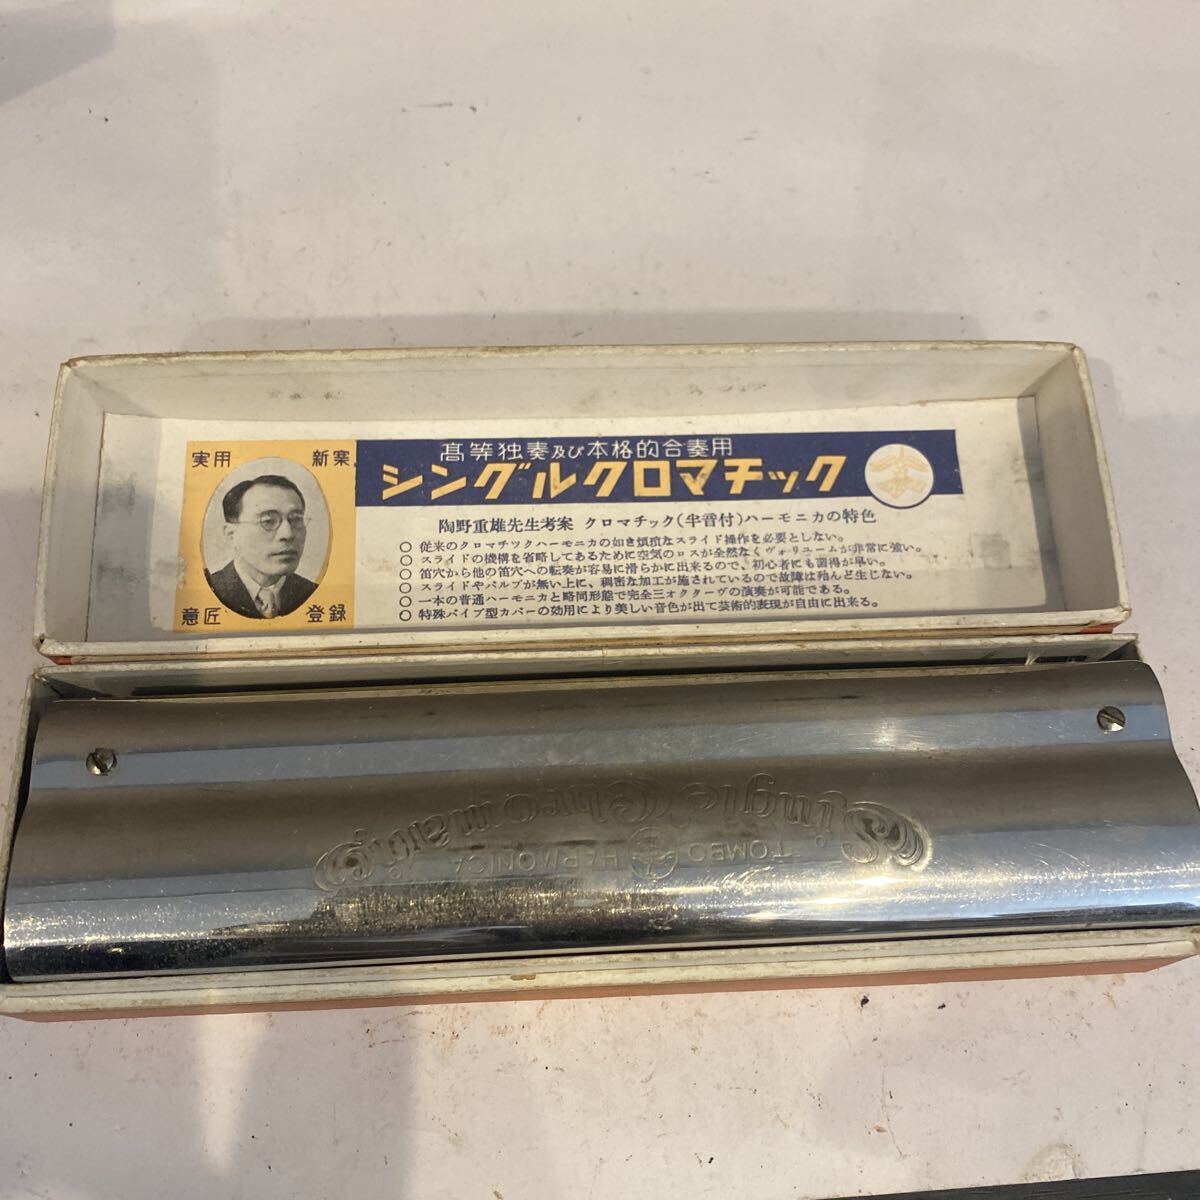 実用 新案
意匠 登録
高等独奏及び本格的合奏用
シングルクロマチック
陶野重雄先生考案 クロマチック(半音付)ハーモニカの特色
○ 従来のクロマチツクハーモニカの如き煩瑣なスライド操作を必要としない。
○ スライドの機構を省略してあるために空気のロスが全然なくヴォリユームが非常に強い。
○ 笛穴から他の笛穴への転奏が容易に滑らかに出来るので、初心者にも習得が早い。
○ スライドやバルブが無い上に、稠密な加工が施されているので故障は殆んど生じない。
○ 一本の普通ハーモニカと略同形態で完全三オクターヴの演奏が可能である。
○ 特殊パイプ型カバーの効用により美しい音色が出て芸術的表現が自由に出来る。
TOMBO HARMONICA
Single Chromatic